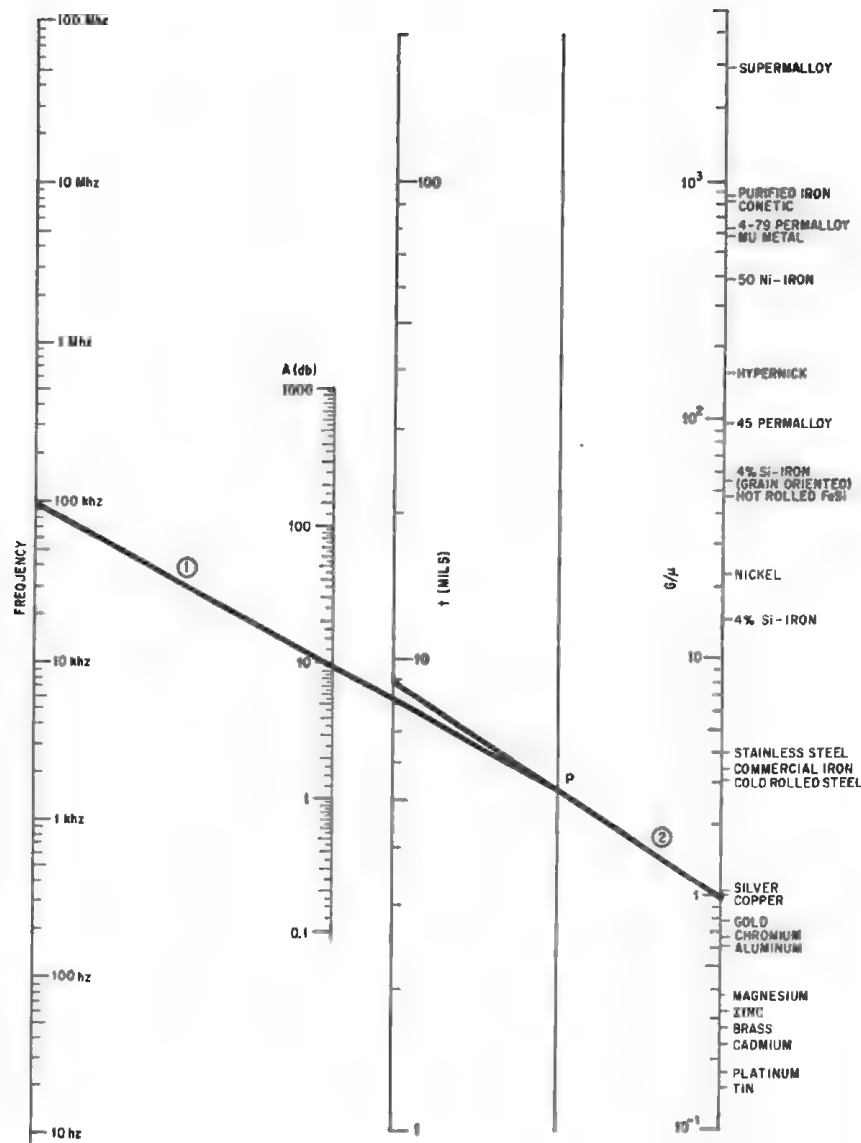 100 Mhz
10 Mhz
1 Mhz
100 khz
10 khz
1 khz
100 hz
10 hz
FREQUENCY
①
A (db)
1000
100
10
1
0.1
100
10
1
t (MILS)
P
②
G/μ
10³
10²
10
1
10⁻¹
SUPERMALLOY
PURIFIED IRON
CONETIC
4-79 PERMALLOY
MU METAL
50 Ni-IRON
HYPERNICK
45 PERMALLOY
4% Si-IRON
(GRAIN ORIENTED)
HOT ROLLED FeSi
NICKEL
4% Si-IRON
STAINLESS STEEL
COMMERCIAL IRON
COLD ROLLED STEEL
SILVER
COPPER
GOLD
CHROMIUM
ALUMINUM
MAGNESIUM
ZINC
BRASS
CADMIUM
PLATINUM
TIN